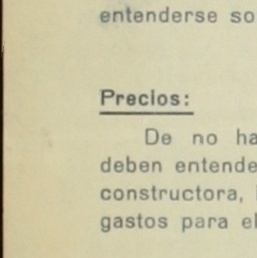 entenderse so
Precios:
De no ha
deben entende
constructora,
gastos para el